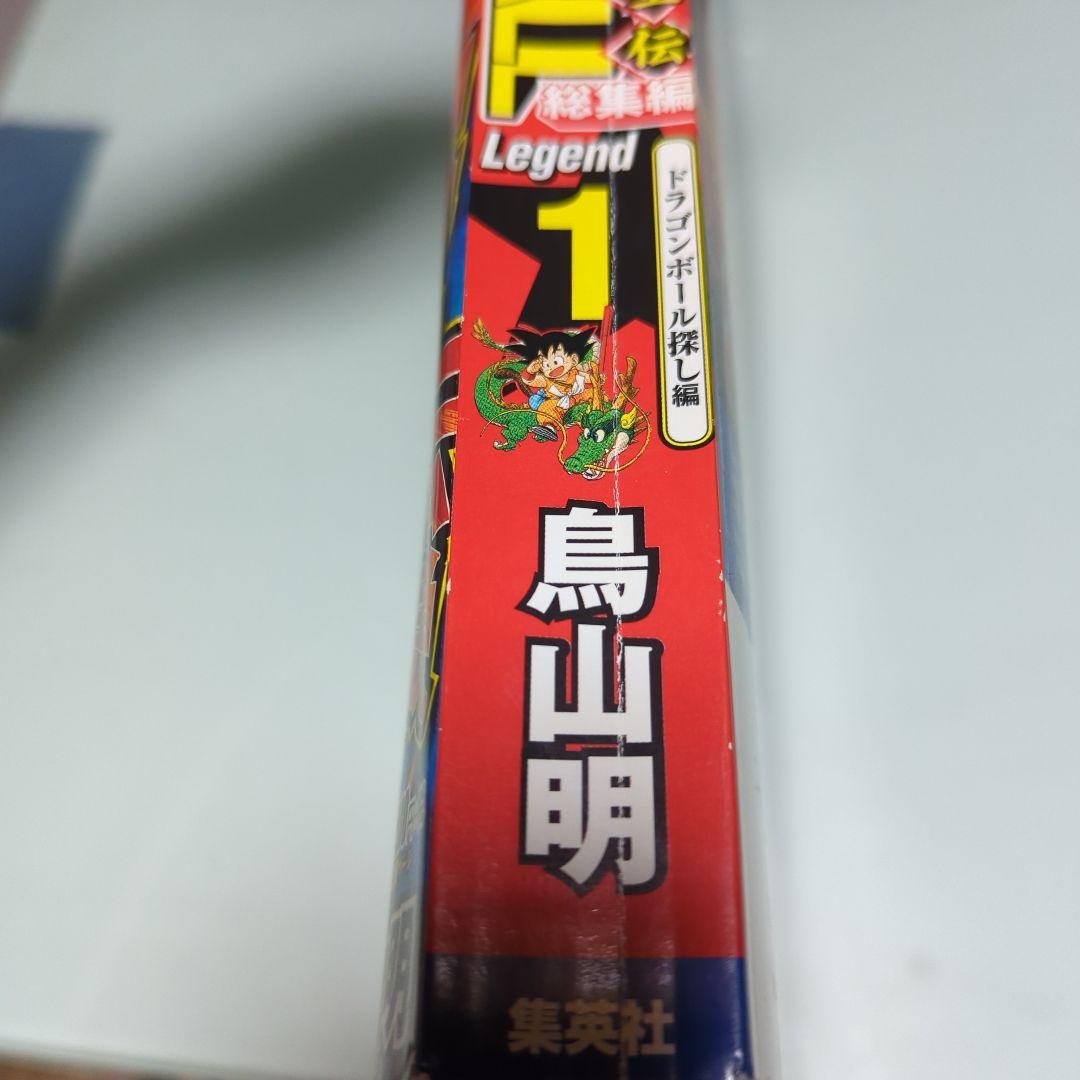 伝
総集編
Legend
1
ドラゴンボール探し編
鳥山明
集英社